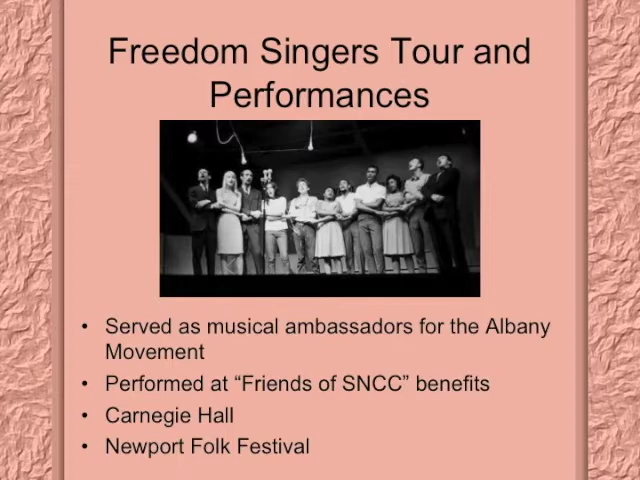 Freedom Singers Tour and
Performances
• Served as musical ambassadors for the Albany
Movement
• Performed at “Friends of SNCC” benefits
• Carnegie Hall
• Newport Folk Festival